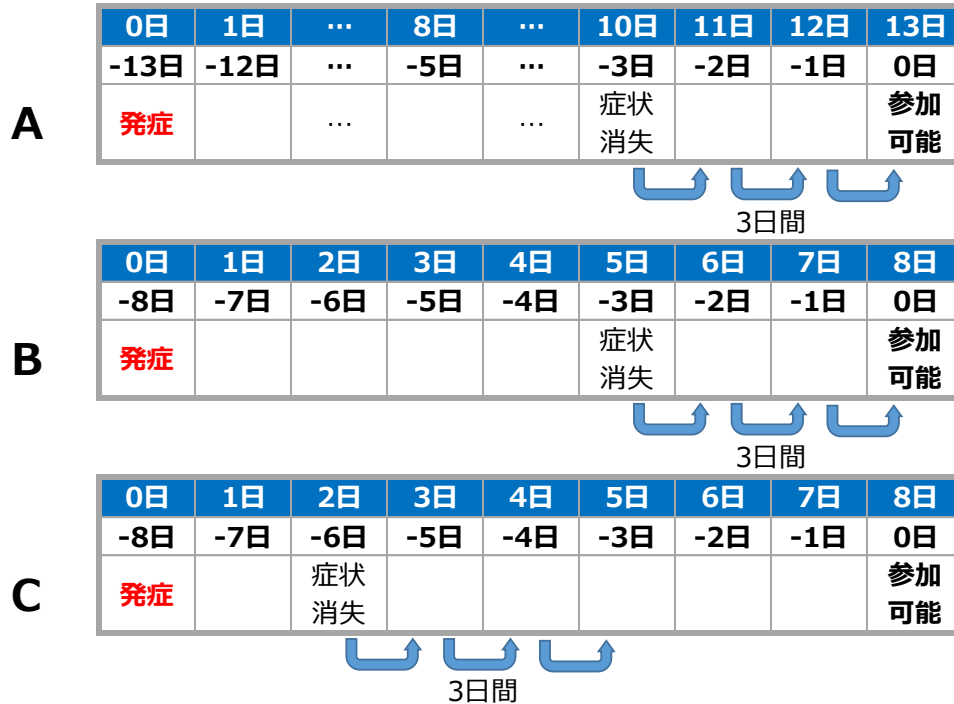 A
0日 1日 … 8日 … 10日 11日 12日 13日
-13日 -12日 … -5日 … -3日 -2日 -1日 0日
発症 … … 症状 参加
消失 可能
3日間
B
0日 1日 2日 3日 4日 5日 6日 7日 8日
-8日 -7日 -6日 -5日 -4日 -3日 -2日 -1日 0日
発症 症状 参加
消失 可能
3日間
C
0日 1日 2日 3日 4日 5日 6日 7日 8日
-8日 -7日 -6日 -5日 -4日 -3日 -2日 -1日 0日
発症 症状 参加
消失 可能
3日間